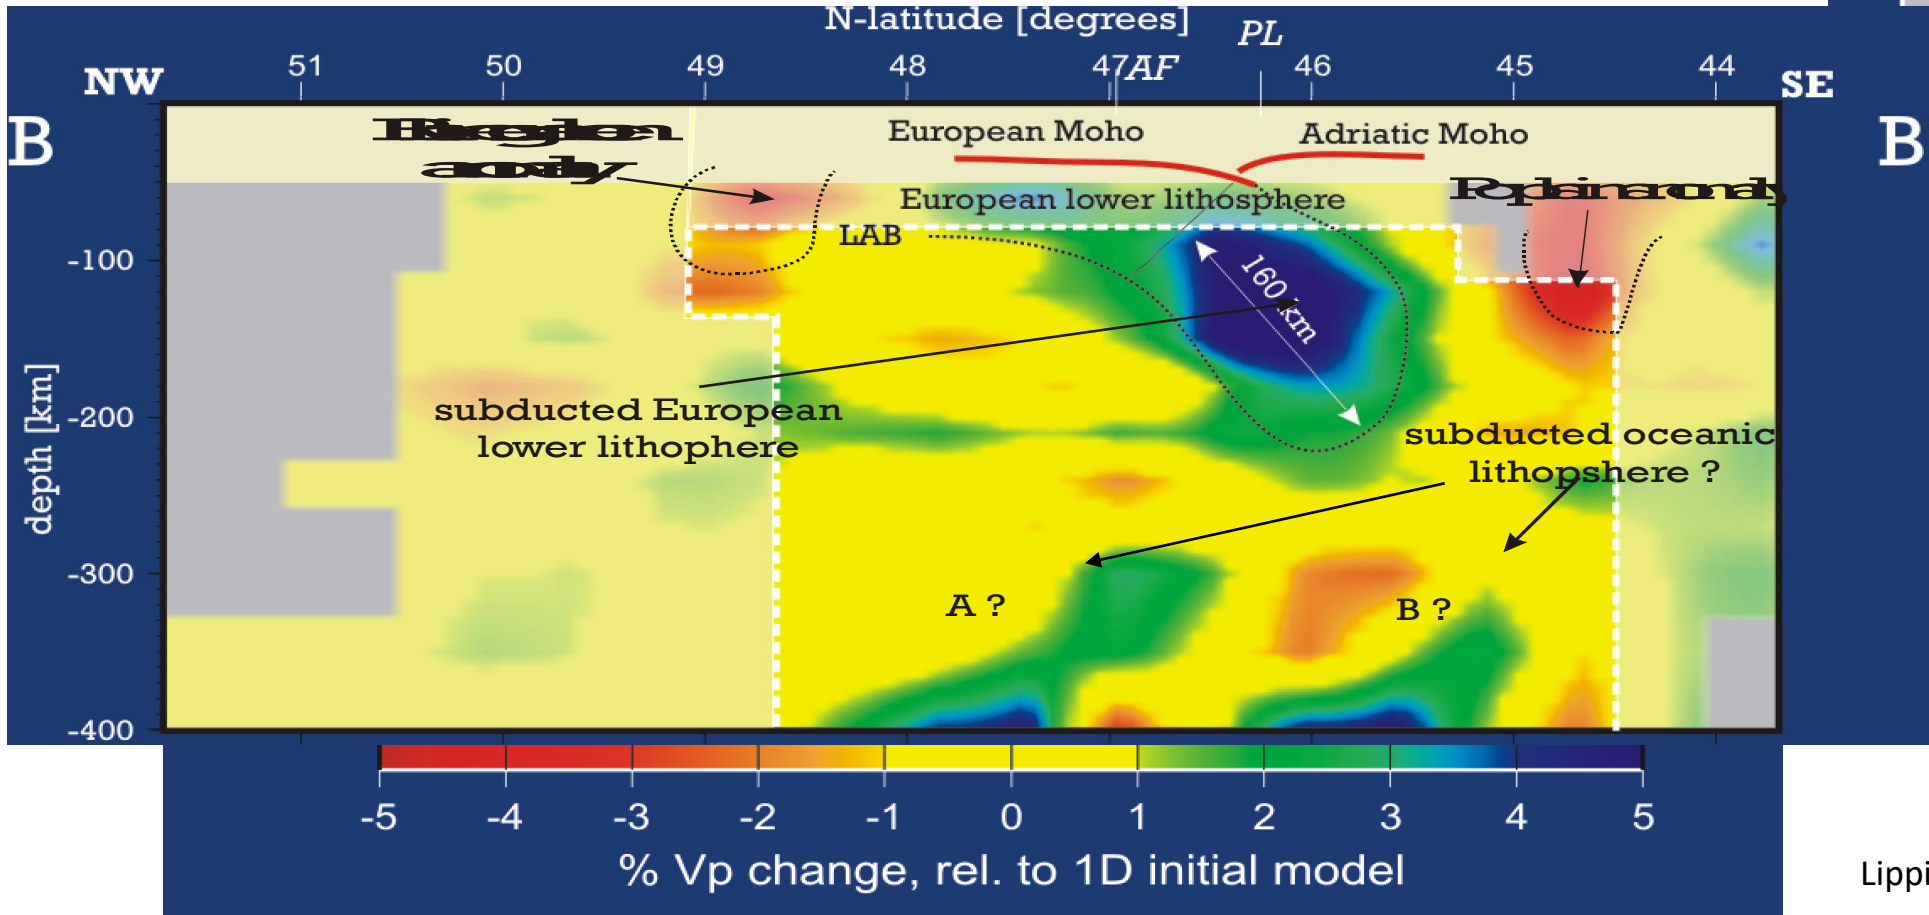 N-latitude [degrees]
PL
51 50 49 48 47 AF 46 45 44
NW
SE
B
B
European Moho
Adriatic Moho
European lower lithosphere
LAB
-100
160 km
depth [km]
-200
subducted European
lower lithophere
subducted oceanic
lithopshere ?
-300
A ?
B ?
-400
-5 -4 -3 -2 -1 0 1 2 3 4 5
% Vp change, rel. to 1D initial model
Lippi